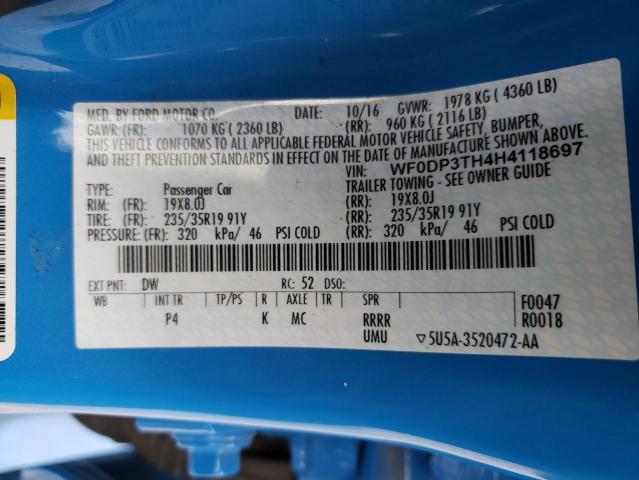 MFD. BY FORD MOTOR CO. DATE: 10/16 GVWR: 1978 KG ( 4360 LB)
GAWR: (FR): 1070 KG ( 2360 LB) (RR): 960 KG ( 2116 LB)
THIS VEHICLE CONFORMS TO ALL APPLICABLE FEDERAL MOTOR VEHICLE SAFETY, BUMPER,
AND THEFT PREVENTION STANDARDS IN EFFECT ON THE DATE OF MANUFACTURE SHOWN ABOVE.
VIN: WF0DP3TH4H4118697
TYPE: Passenger Car TRAILER TOWING - SEE OWNER GUIDE
RIM: (FR): 19X8.0J (RR): 19X8.0J
TIRE: (FR): 235/35R19 91Y (RR): 235/35R19 91Y
PRESSURE: (FR): 320 kPa/ 46 PSI COLD (RR): 320 kPa/ 46 PSI COLD
EXT PNT: DW RC: 52 DSO:
WB INT TR TP/PS R AXLE TR SPR F0047
P4 K MC RRRR R0018
UMU ▽5U5A-3520472-AA